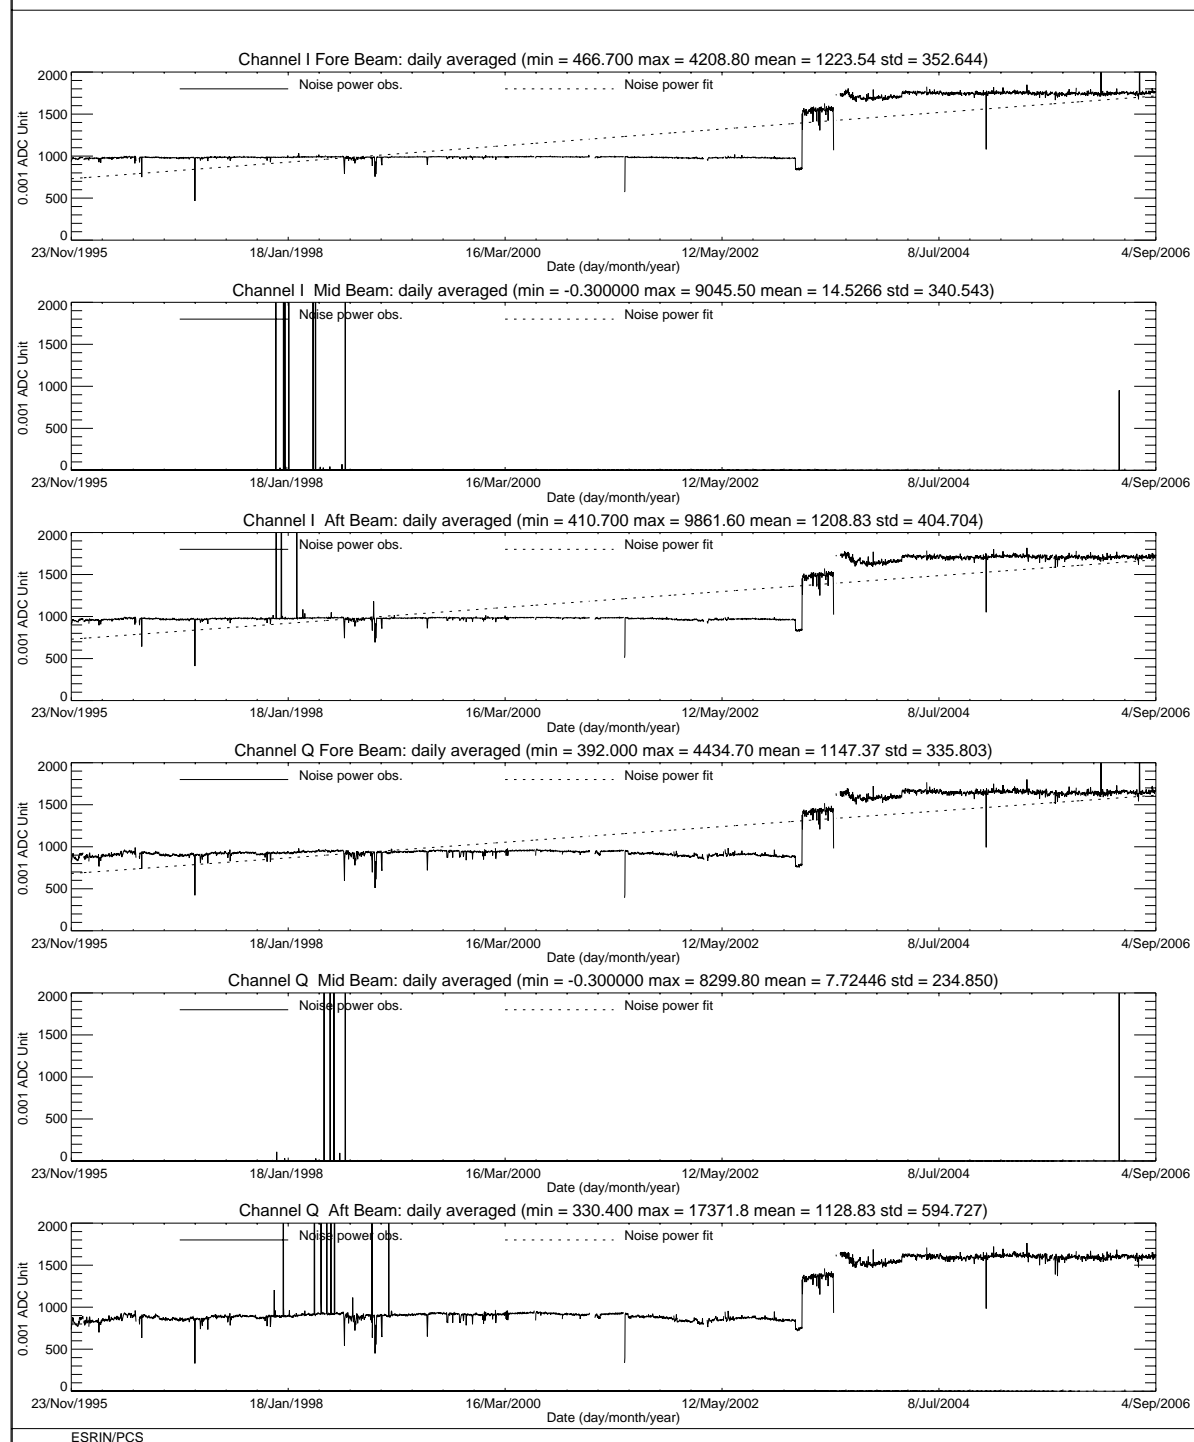 Channel I Fore Beam: daily averaged (min = 466.700 max = 4208.80 mean = 1223.54 std = 352.644)
2000
Noise power obs.
Noise power fit
1500
1000
500
0
0.001 ADC Unit
23/Nov/1995 18/Jan/1998 16/Mar/2000 12/May/2002 8/Jul/2004 4/Sep/2006
Date (day/month/year)
Channel I Mid Beam: daily averaged (min = -0.300000 max = 9045.50 mean = 14.5266 std = 340.543)
2000
Noise power obs.
Noise power fit
1500
1000
500
0
0.001 ADC Unit
23/Nov/1995 18/Jan/1998 16/Mar/2000 12/May/2002 8/Jul/2004 4/Sep/2006
Date (day/month/year)
Channel I Aft Beam: daily averaged (min = 410.700 max = 9861.60 mean = 1208.83 std = 404.704)
2000
Noise power obs.
Noise power fit
1500
1000
500
0
0.001 ADC Unit
23/Nov/1995 18/Jan/1998 16/Mar/2000 12/May/2002 8/Jul/2004 4/Sep/2006
Date (day/month/year)
Channel Q Fore Beam: daily averaged (min = 392.000 max = 4434.70 mean = 1147.37 std = 335.803)
2000
Noise power obs.
Noise power fit
1500
1000
500
0
0.001 ADC Unit
23/Nov/1995 18/Jan/1998 16/Mar/2000 12/May/2002 8/Jul/2004 4/Sep/2006
Date (day/month/year)
Channel Q Mid Beam: daily averaged (min = -0.300000 max = 8299.80 mean = 7.72446 std = 234.850)
2000
Noise power obs.
Noise power fit
1500
1000
500
0
0.001 ADC Unit
23/Nov/1995 18/Jan/1998 16/Mar/2000 12/May/2002 8/Jul/2004 4/Sep/2006
Date (day/month/year)
Channel Q Aft Beam: daily averaged (min = 330.400 max = 17371.8 mean = 1128.83 std = 594.727)
2000
Noise power obs.
Noise power fit
1500
1000
500
0
0.001 ADC Unit
23/Nov/1995 18/Jan/1998 16/Mar/2000 12/May/2002 8/Jul/2004 4/Sep/2006
Date (day/month/year)
ESRIN/PCS